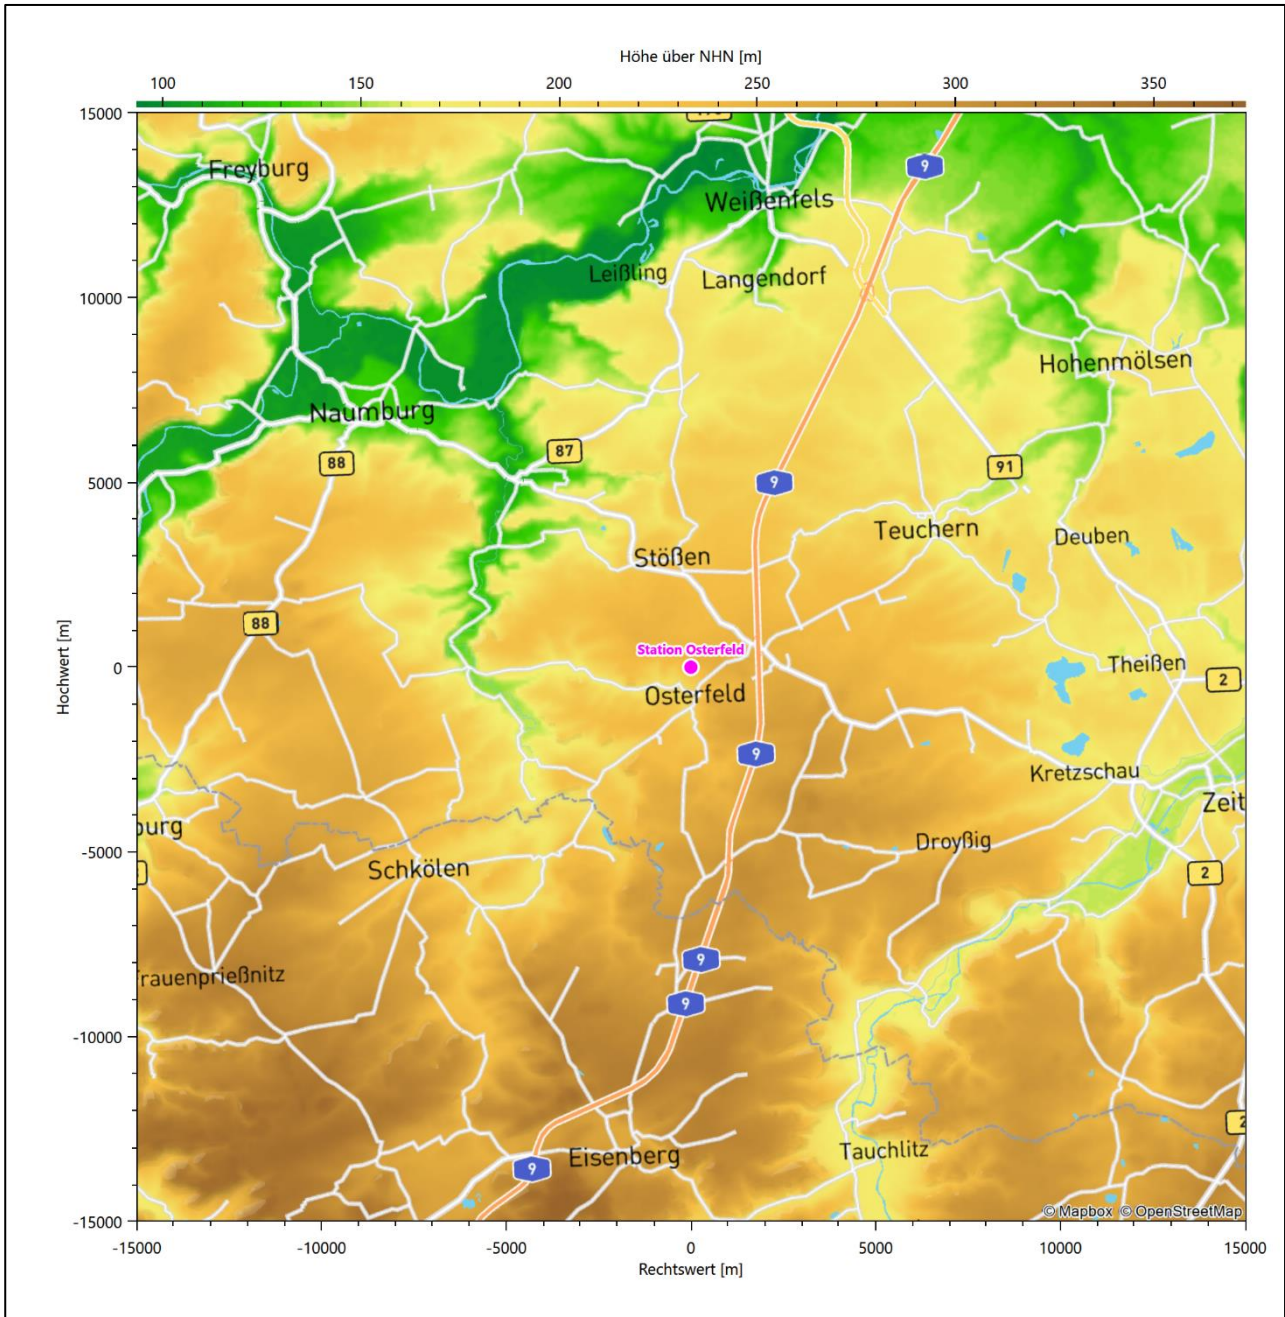 Höhe über NHN [m]
100 150 200 250 300 350
15000
Freyburg
9
Weißenfels
Leißling
Langendorf
10000
Hohenmölsen
Naumburg
87
88
91
5000
9
Teuchern
Deuben
Stößen
88
Station Osterfeld
Theißen
0
2
Osterfeld
Hochwert [m]
9
Kretzschau
Zeit
burg
Droyßig
-5000
Schkölen
2
9
rauenprießnitz
9
-10000
2
Tauchlitz
Eisenberg
9
© Mapbox © OpenStreetMap
-15000
-15000 -10000 -5000 0 5000 10000 15000
Rechtswert [m]